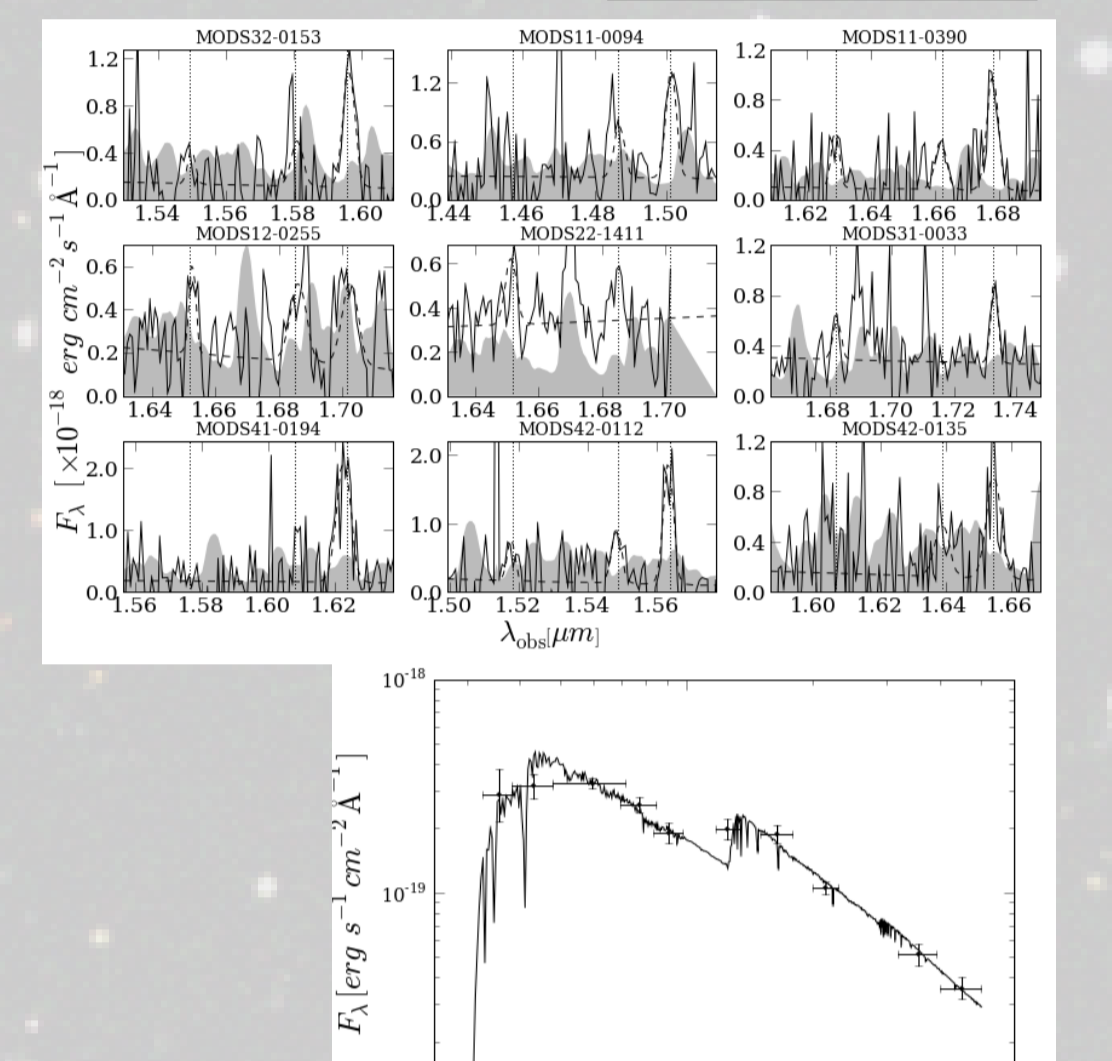 MODS32-0153 MODS11-0094 MODS11-0390
1.2 1.2 1.2
0.8 0.8
0.4 0.6 0.4
0.0 0.0 0.0
1.54 1.56 1.58 1.60 1.44 1.46 1.48 1.50 1.62 1.64 1.66 1.68
MODS12-0255 MODS22-1411 MODS31-0033
0.6 0.6 1.2
0.4 0.4 0.8
0.2 0.2 0.4
0.0 0.0 0.0
1.64 1.66 1.68 1.70 1.64 1.66 1.68 1.70 1.68 1.70 1.72 1.74
MODS41-0194 MODS42-0112 MODS42-0135
2.0 2.0 1.2
1.0 1.0 0.8
0.4
0.0 0.0 0.0
1.56 1.58 1.60 1.62 1.50 1.52 1.54 1.56 1.60 1.62 1.64 1.66
Fλ [×10⁻¹⁸ erg cm⁻² s⁻¹ Å⁻¹]
λobs[μm]
10⁻¹⁸
10⁻¹⁹
Fλ[erg s⁻¹ cm⁻² Å⁻¹]